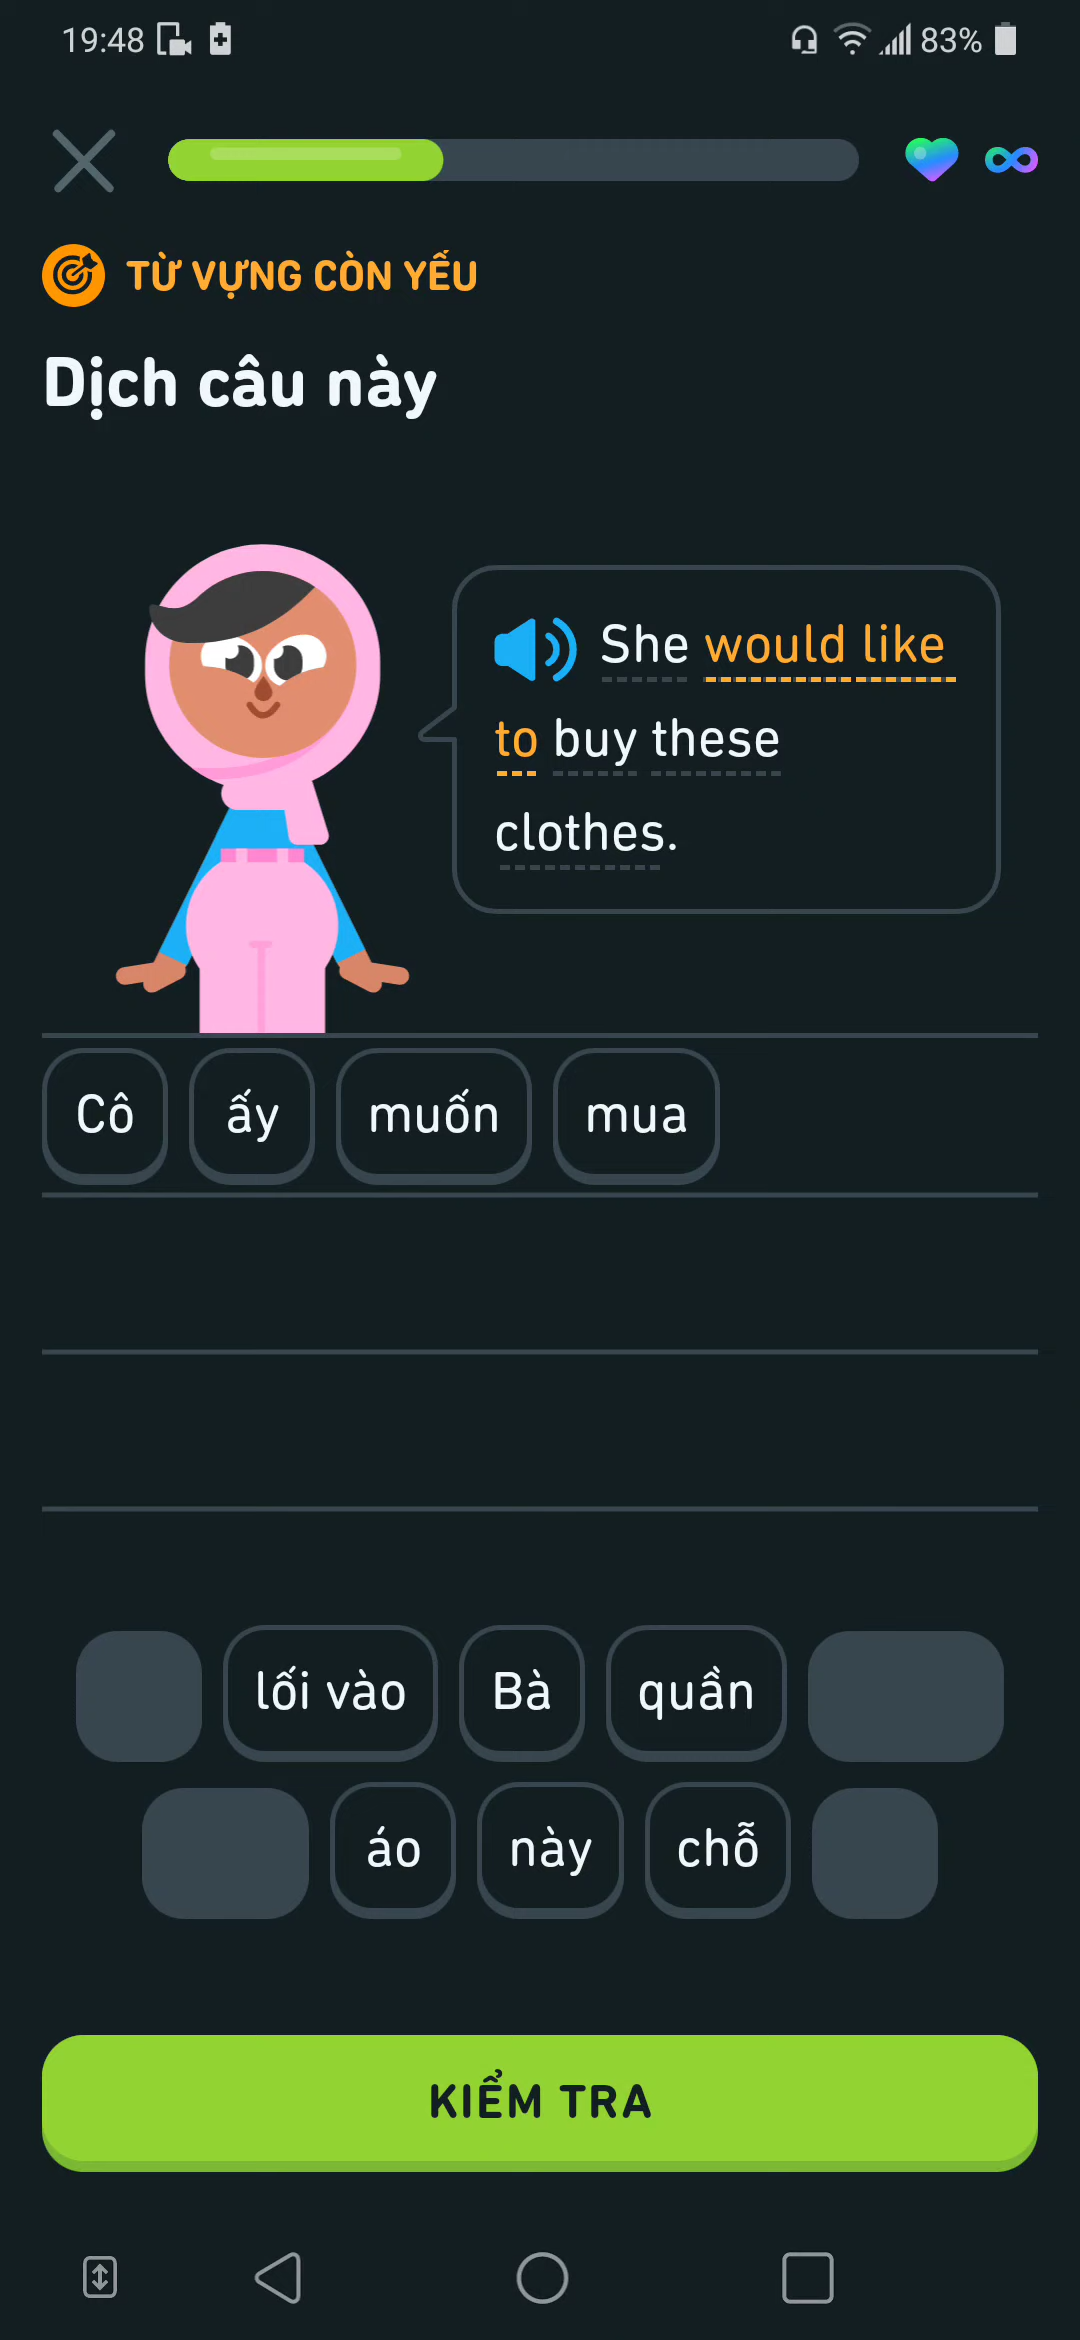 19:48
83%
TỪ VỰNG CÒN YẾU
Dịch câu này
She would like
to buy these
clothes.
Cô ấy muốn mua
lối vào Bà quần
áo này chỗ
KIỂM TRA